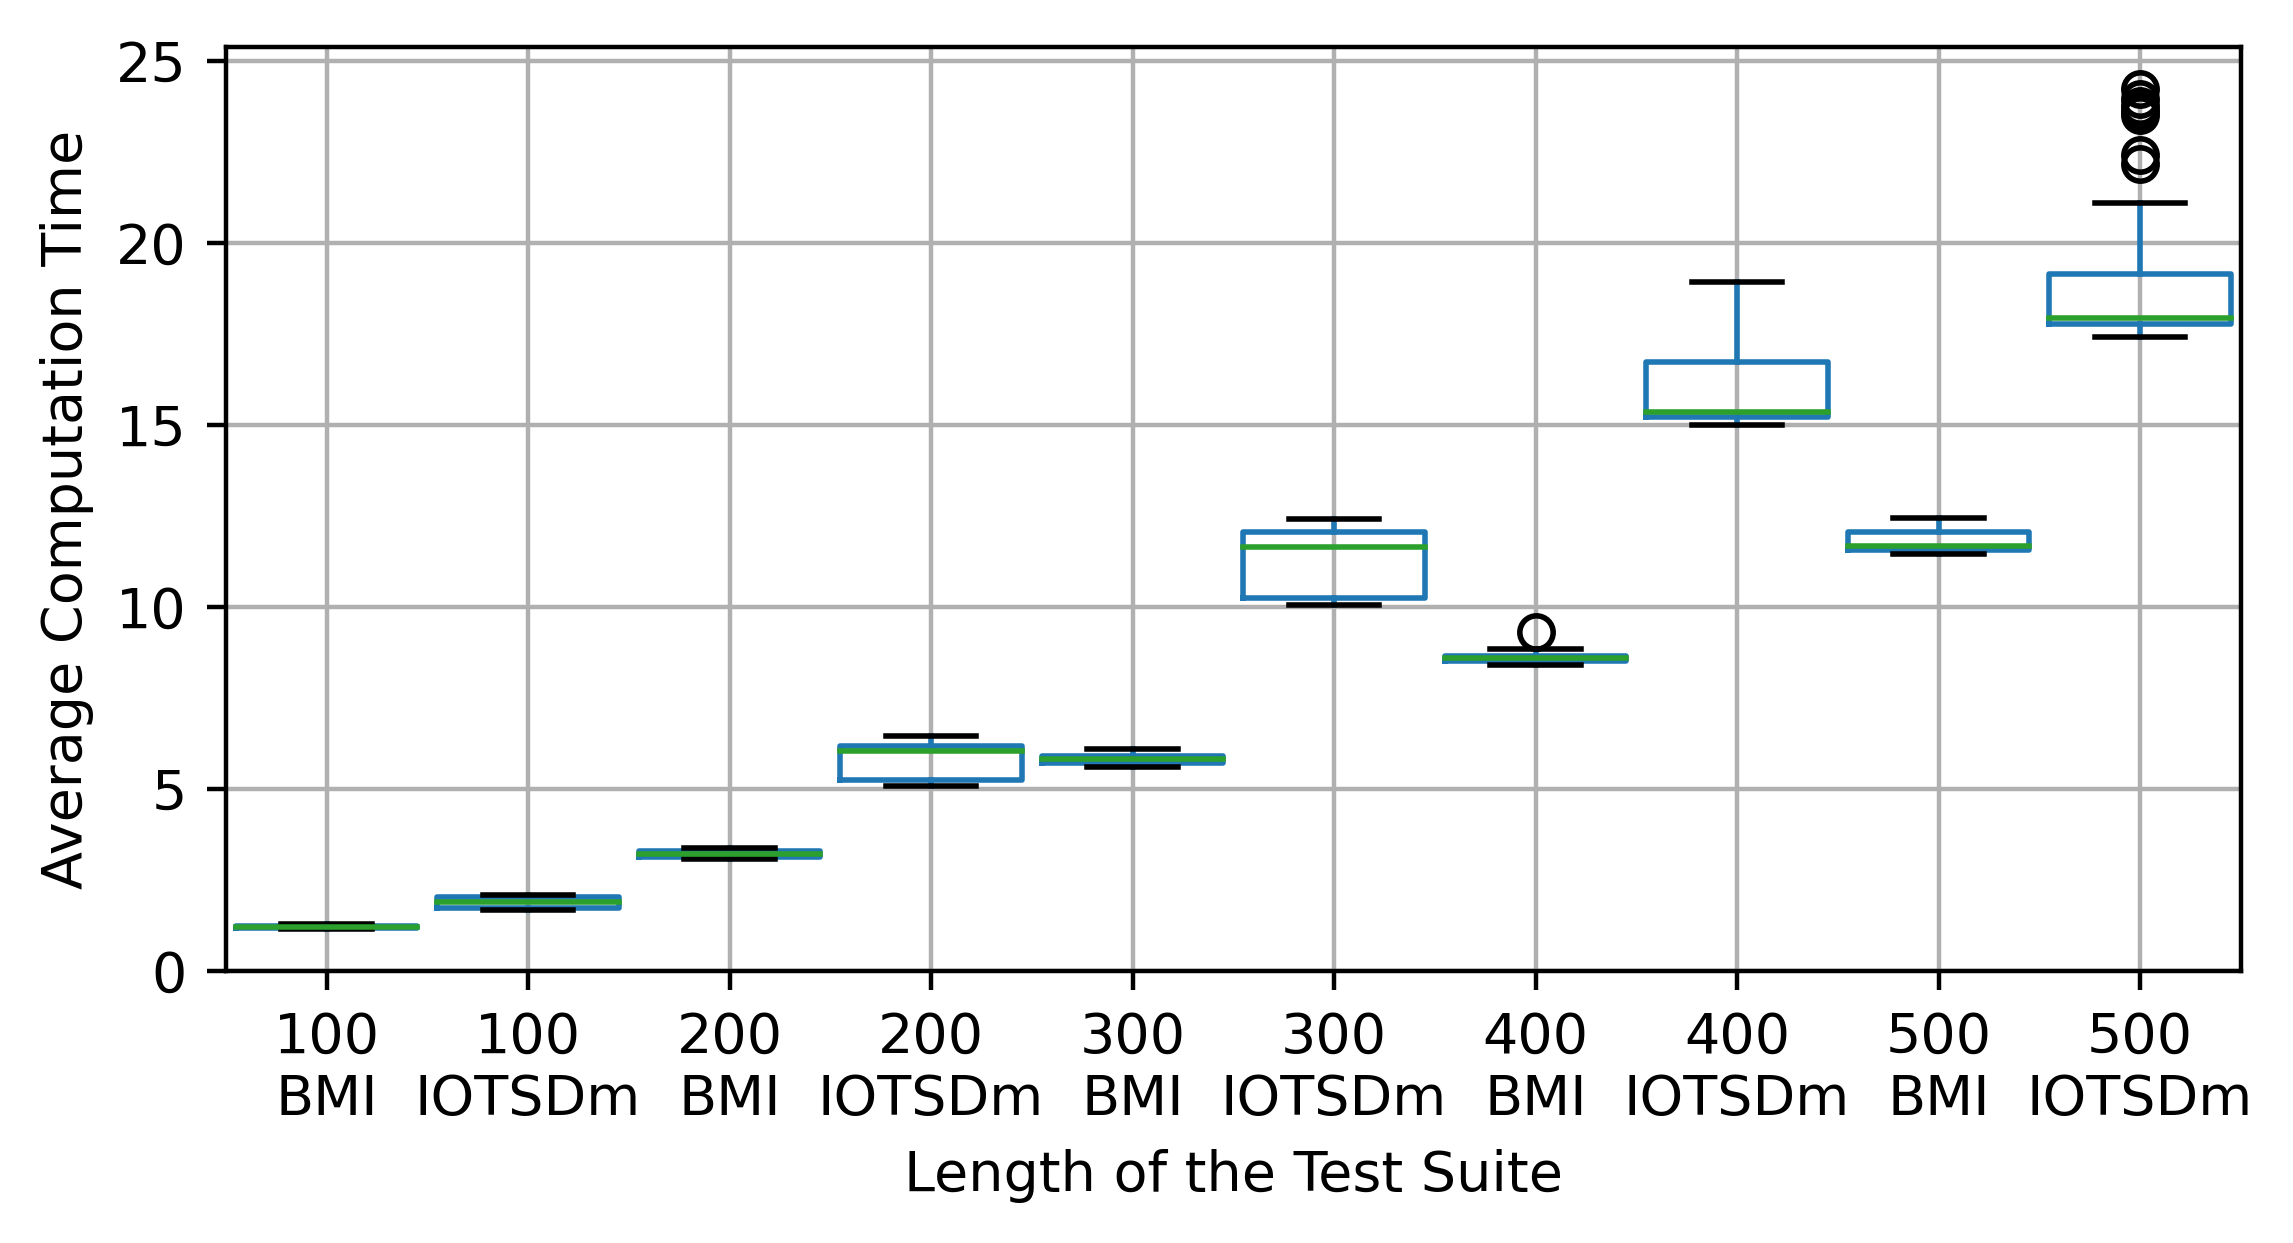 25
20
15
10
5
0
Average Computation Time
100 100 200 200 300 300 400 400 500 500
BMI IOTSDm BMI IOTSDm BMI IOTSDm BMI IOTSDm BMI IOTSDm
Length of the Test Suite